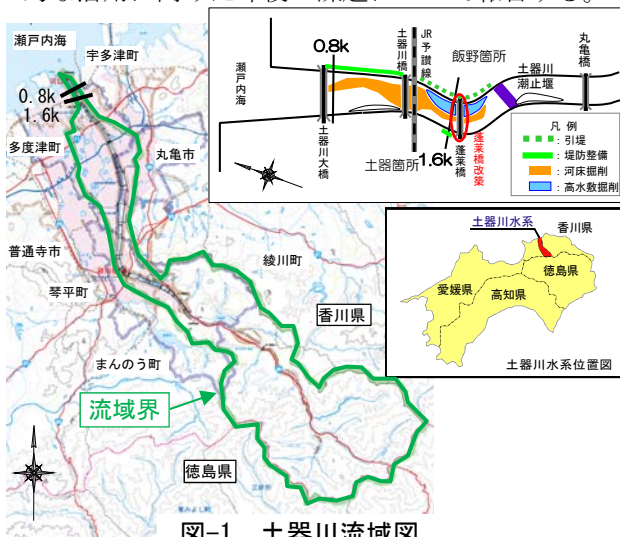 瀬戸内海
宇多津町
0.8k
1.6k
多度津町
丸亀市
善通寺市
琴平町
まんのう町
綾川町
香川県
流域界
徳島県
瀬戸内海
0.8k
土器川大橋
土器川橋
JR予讃線
土器箇所
飯野箇所
1.6k
蓬莱橋
蓬莱橋改築
土器川
潮止堰
丸亀橋
凡 例
：引堤
：堤防整備
：河床掘削
：高水敷掘削
土器川水系
香川県
徳島県
愛媛県
高知県
土器川水系位置図
図-1 土器川流域図